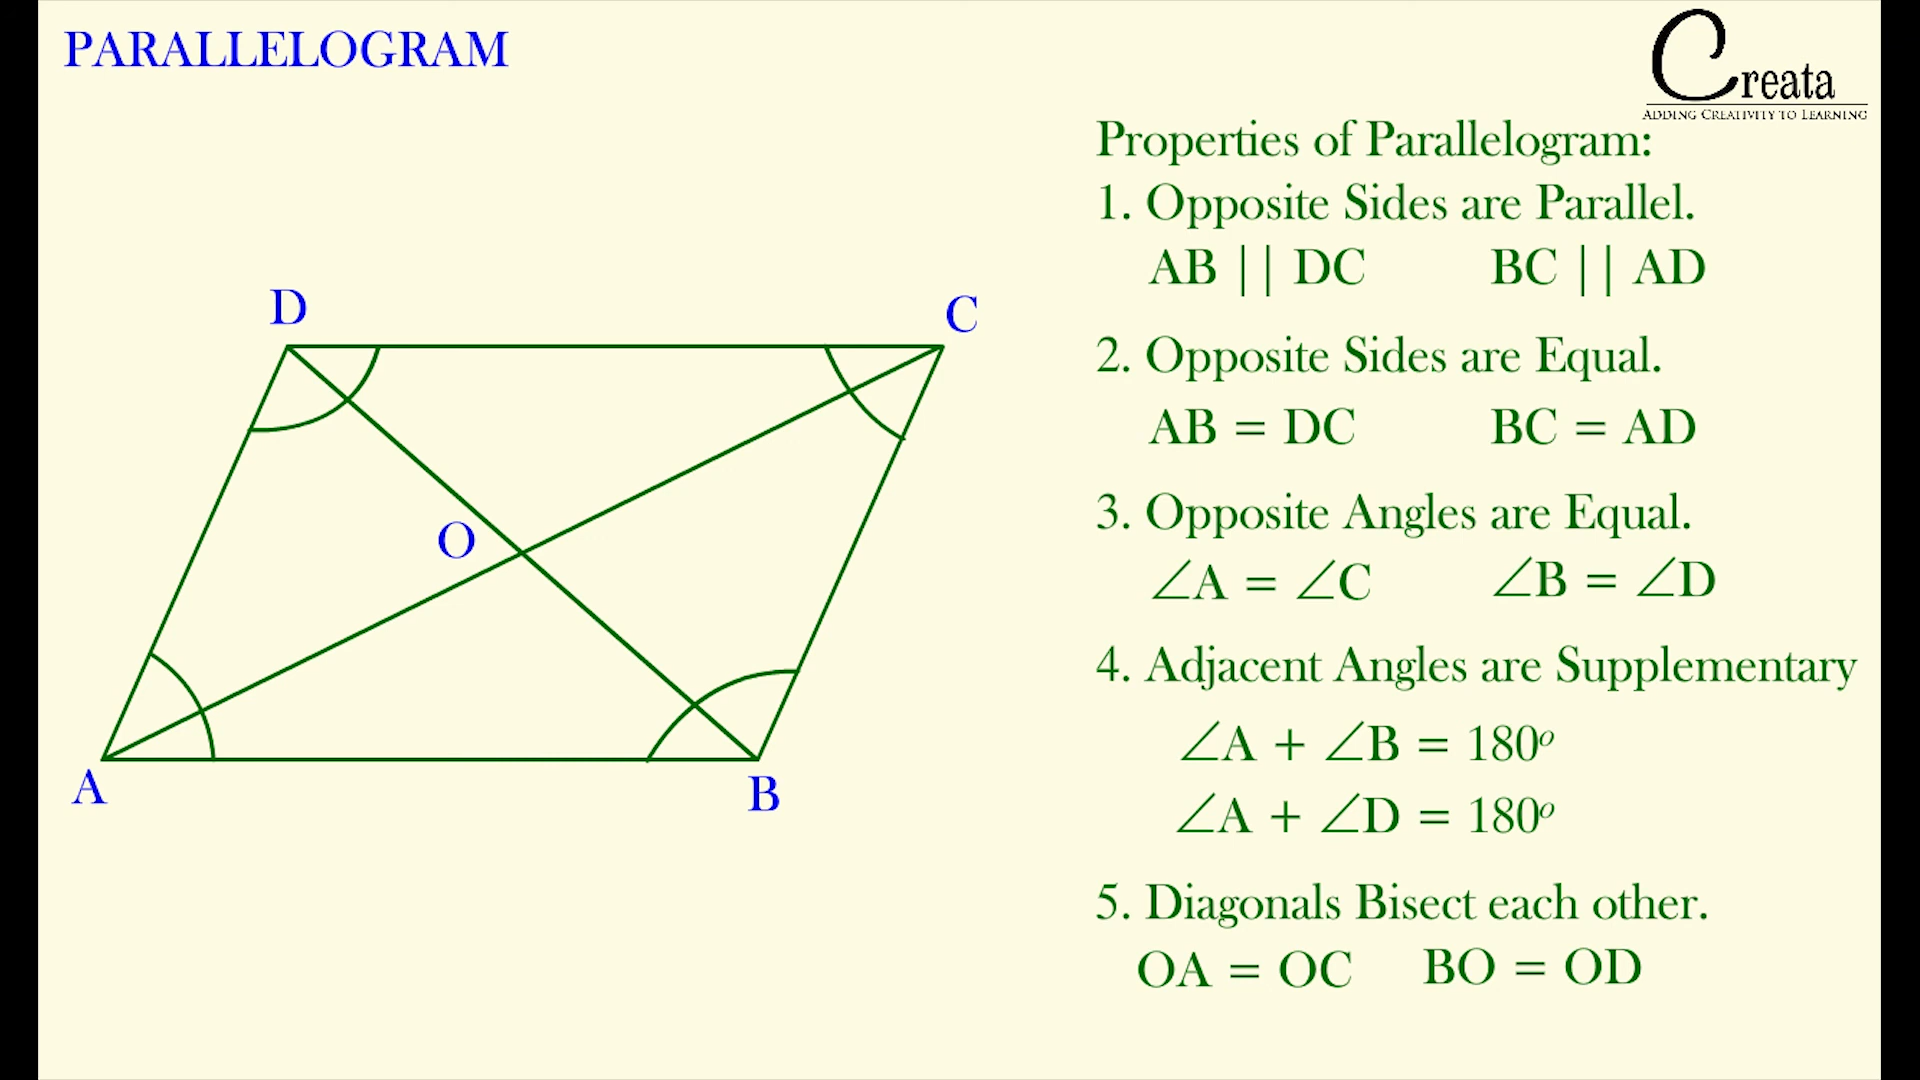 PARALLELOGRAM
Creata
ADDING CREATIVITY TO LEARNING
Properties of Parallelogram:
1. Opposite Sides are Parallel.
AB || DC BC || AD
2. Opposite Sides are Equal.
AB = DC BC = AD
3. Opposite Angles are Equal.
∠A = ∠C ∠B = ∠D
4. Adjacent Angles are Supplementary
∠A + ∠B = 180º
∠A + ∠D = 180º
5. Diagonals Bisect each other.
OA = OC BO = OD
D
C
O
A
B